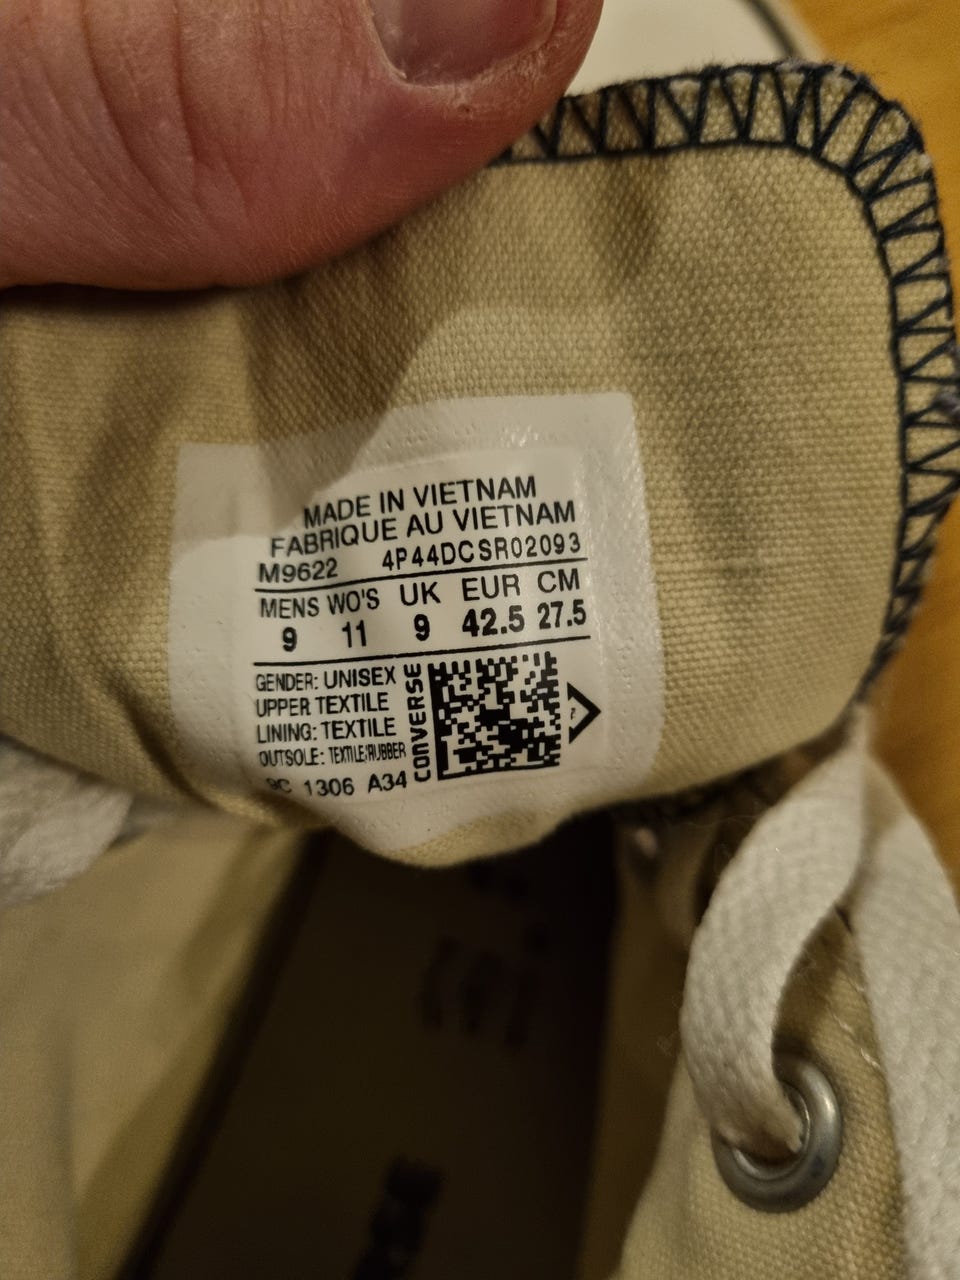 MADE IN VIETNAM
FABRIQUE AU VIETNAM
M9622 4P44DCSR02093
MENS WO'S UK EUR CM
9 11 9 42.5 27.5
GENDER: UNISEX
UPPER TEXTILE
LINING: TEXTILE
OUTSOLE: TEXTILE;RUBBER
9C 1306 A34
CONVERSE